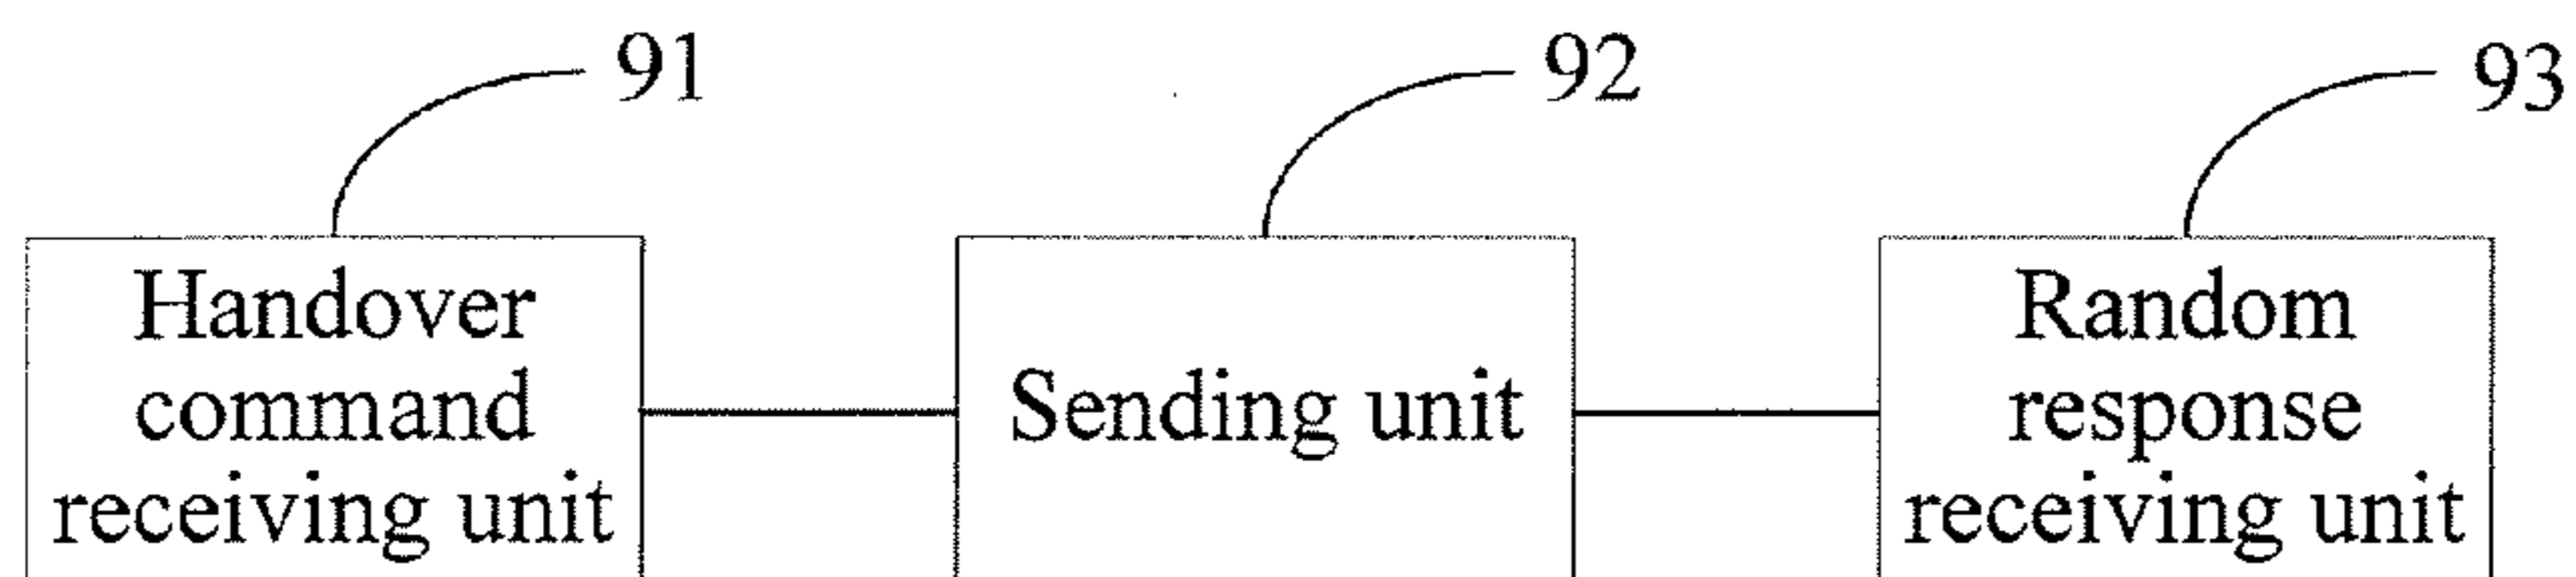 91
92
93
Handover
command
receiving unit
Sending unit
Random
response
receiving unit